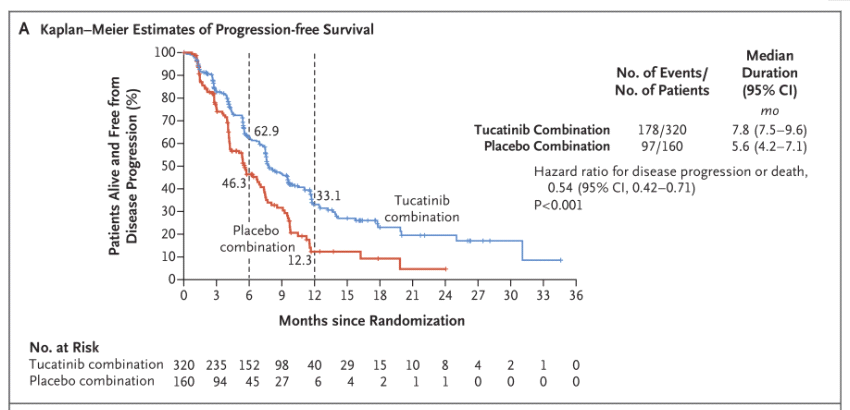 A Kaplan–Meier Estimates of Progression-free Survival
Patients Alive and Free from
Disease Progression (%)
100
90
80
70
60
50
40
30
20
10
0
62.9
46.3
33.1
12.3
Tucatinib
combination
Placebo
combination
0 3 6 9 12 15 18 21 24 27 30 33 36
Months since Randomization
No. of Events/
No. of Patients
Median
Duration
(95% CI)
mo
Tucatinib Combination 178/320 7.8 (7.5–9.6)
Placebo Combination 97/160 5.6 (4.2–7.1)
Hazard ratio for disease progression or death,
0.54 (95% CI, 0.42–0.71)
P<0.001
No. at Risk
Tucatinib combination 320 235 152 98 40 29 15 10 8 4 2 1 0
Placebo combination 160 94 45 27 6 4 2 1 1 0 0 0 0